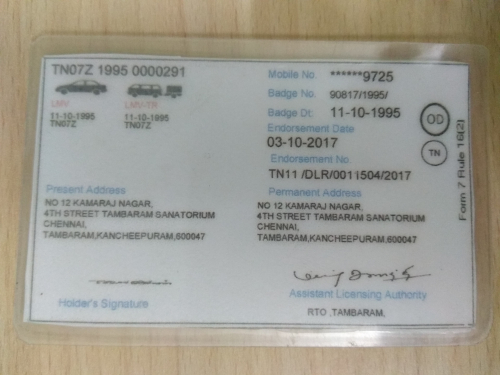 TN07Z 1995 0000291
LMV
LMV-TR
11-10-1995
TN07Z
11-10-1995
TN07Z
Mobile No. ******9725
Badge No. 90817/1995/
Badge Dt: 11-10-1995
Endorsement Date
03-10-2017
Endorsement No.
TN11 /DLR/0011504/2017
OD
TN
Form 7 Rule 16(2)
Present Address
NO 12 KAMARAJ NAGAR,
4TH STREET TAMBARAM SANATORIUM
CHENNAI,
TAMBARAM,KANCHEEPURAM,600047
Permanent Address
NO 12 KAMARAJ NAGAR,
4TH STREET TAMBARAM SANATORIUM
CHENNAI,
TAMBARAM,KANCHEEPURAM,600047
Holder's Signature
Assistant Licensing Authority
RTO ,TAMBARAM,